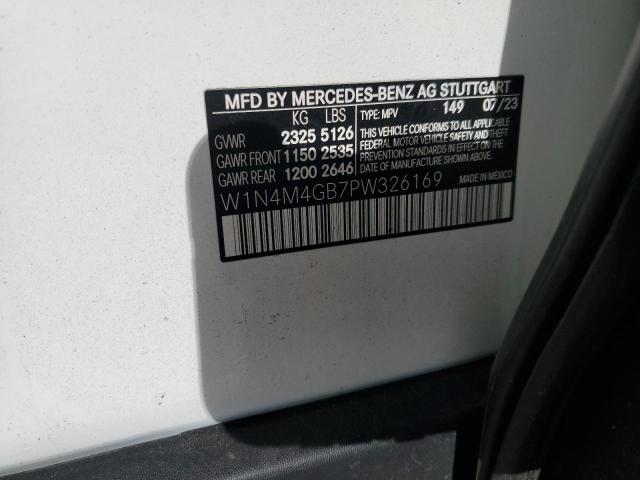 MFD BY MERCEDES-BENZ AG STUTTGART
KG LBS TYPE: MPV 149 07/23
GVWR 2325 5126 THIS VEHICLE CONFORMS TO ALL APPLICABLE
FEDERAL MOTOR VEHICLE SAFETY AND THEFT
GAWR FRONT 1150 2535 PREVENTION STANDARDS IN EFFECT ON THE
DATE OF MANUFACTURE SHOWN ABOVE.
GAWR REAR 1200 2646
W1N4M4GB7PW326169 MADE IN MEXICO